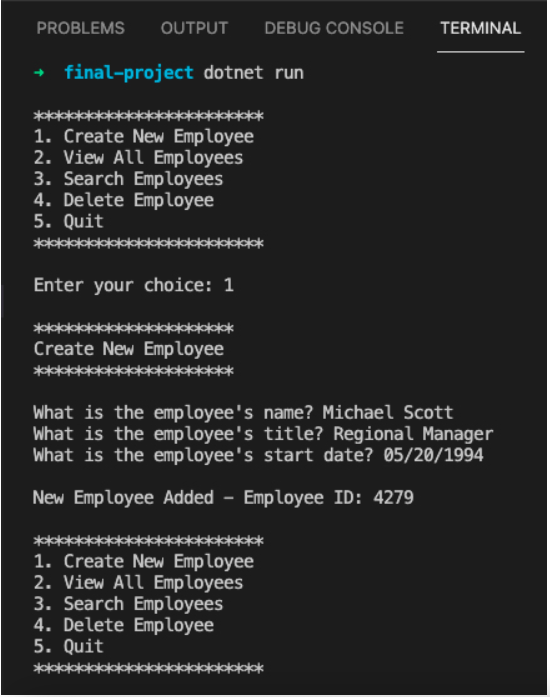 PROBLEMS OUTPUT DEBUG CONSOLE TERMINAL
→ final-project dotnet run
***********************
1. Create New Employee
2. View All Employees
3. Search Employees
4. Delete Employee
5. Quit
***********************
Enter your choice: 1
********************
Create New Employee
********************
What is the employee's name? Michael Scott
What is the employee's title? Regional Manager
What is the employee's start date? 05/20/1994
New Employee Added – Employee ID: 4279
***********************
1. Create New Employee
2. View All Employees
3. Search Employees
4. Delete Employee
5. Quit
***********************